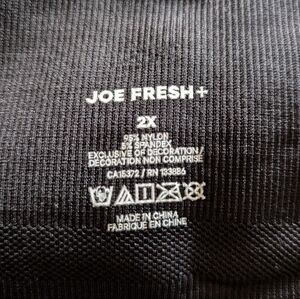 JOE FRESH+
2X
95% NYLON
5% SPANDEX
EXCLUSIVE OF DECORATION/
DECORATION NON COMPRISE
CA15372 / RN 133886
MADE IN CHINA
FABRIQUE EN CHINE